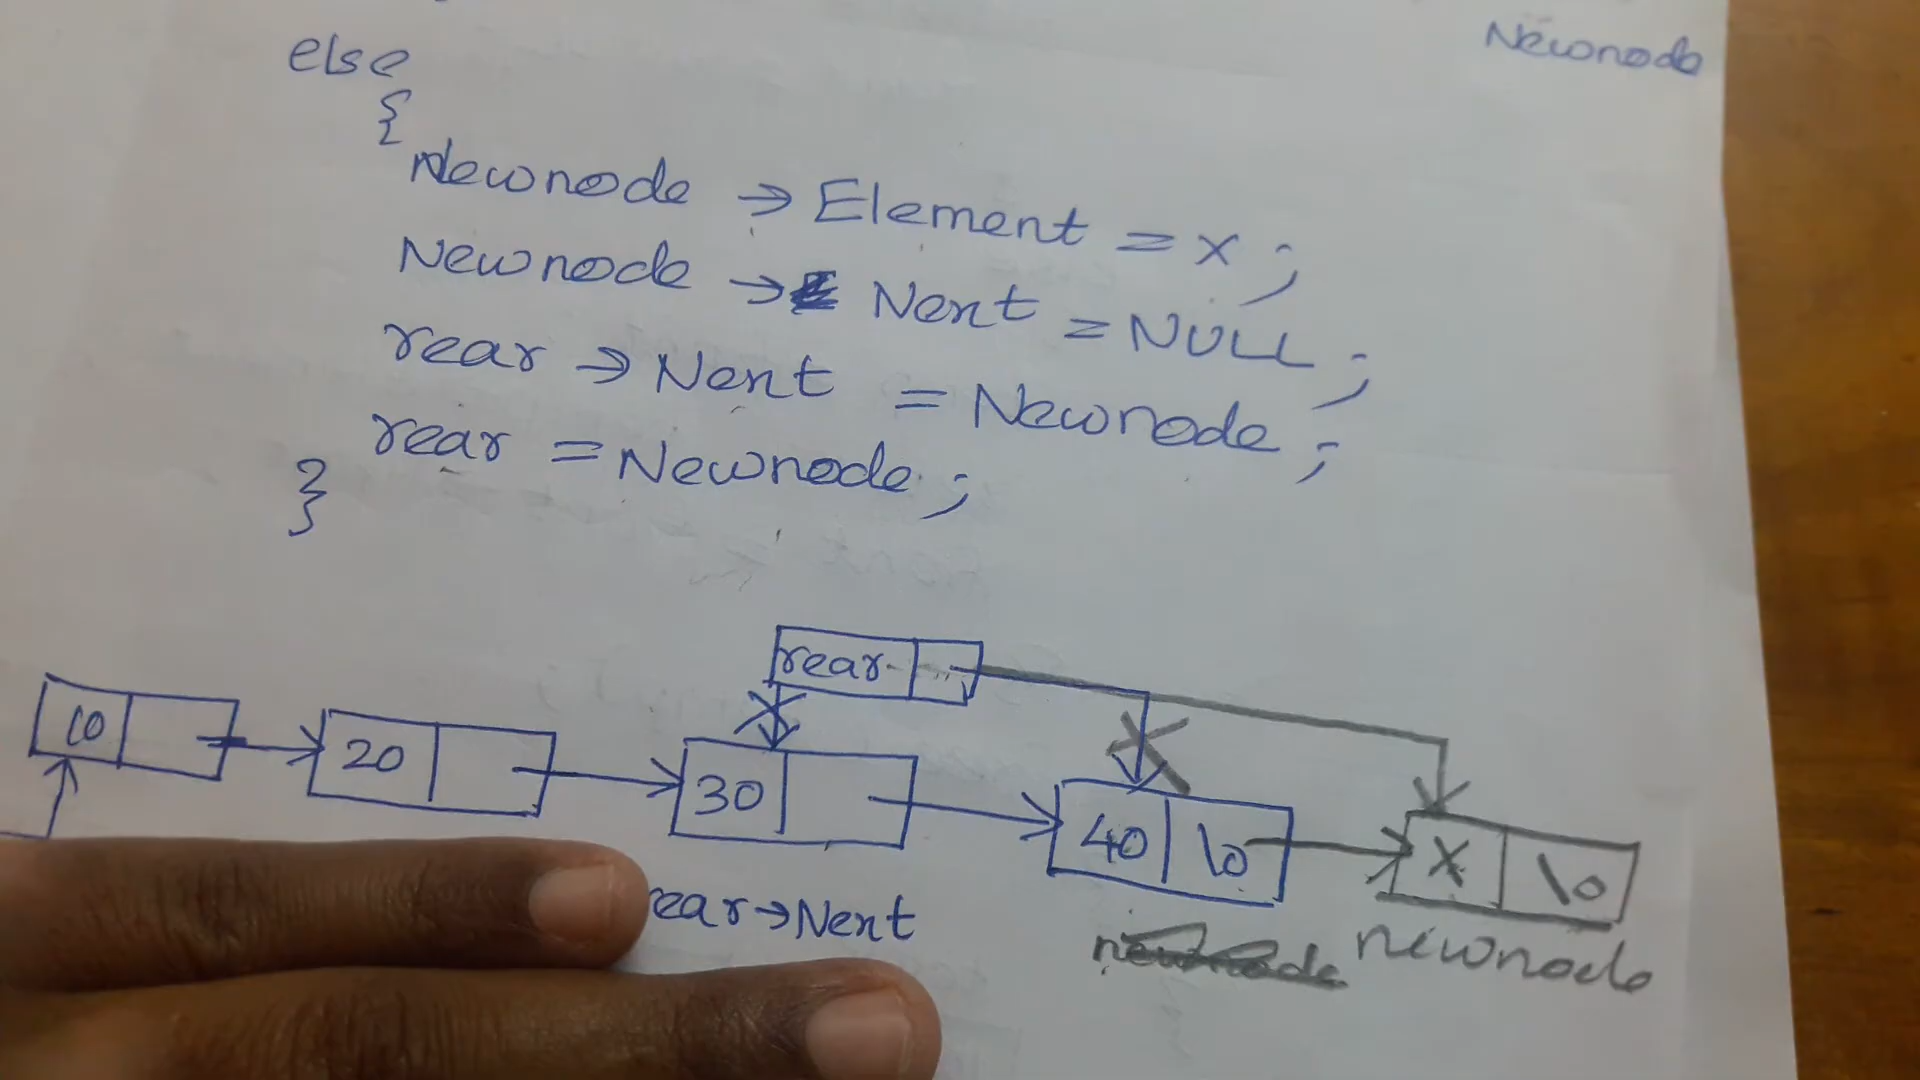 Newnode
else
{
Newnode → Element = x ;
Newnode → Next = NULL ;
rear → Next = Newnode ;
rear = Newnode ;
}
rear
10 20 30 40 \0 x \0
rear → Next
newnode newnode